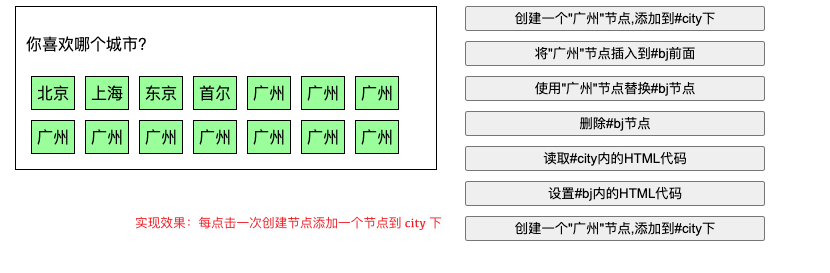 你喜欢哪个城市?
北京 上海 东京 首尔 广州 广州 广州
广州 广州 广州 广州 广州 广州 广州
实现效果：每点击一次创建节点添加一个节点到 city 下
创建一个"广州"节点,添加到#city下
将"广州"节点插入到#bj前面
使用"广州"节点替换#bj节点
删除#bj节点
读取#city内的HTML代码
设置#bj内的HTML代码
创建一个"广州"节点,添加到#city下